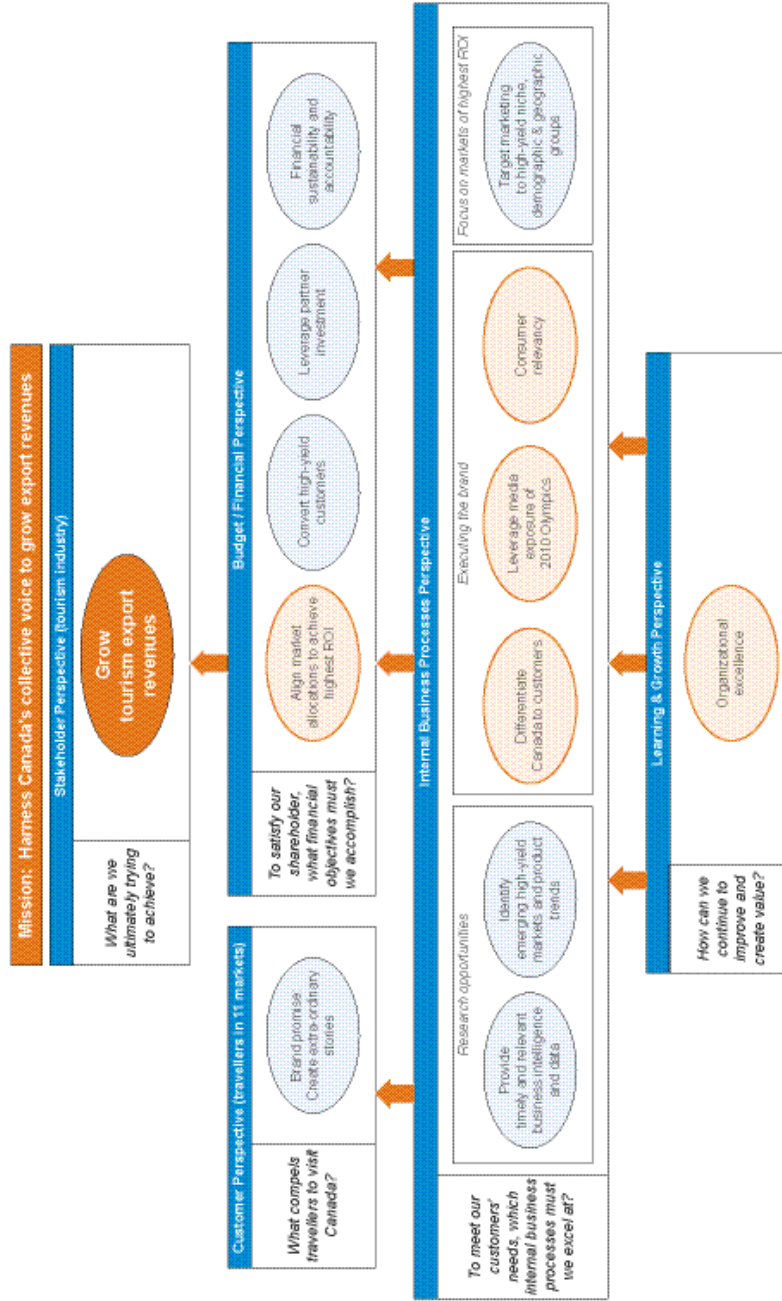 Mission: Harness Canada's collective voice to grow export revenues
Stakeholder Perspective (tourism industry)
What are we
ultimately trying
to achieve?
Grow
tourism export
revenues
Customer Perspective (travellers in 11 markets)
What compels
travellers to visit
Canada?
Brand promise:
Create extra-ordinary
stories
Budget / Financial Perspective
To satisfy our
shareholder,
what financial
objectives must
we accomplish?
Align market
allocations to achieve
highest ROI
Convert high-yield
customers
Leverage partner
investment
Financial
sustainability and
accountability
Internal Business Processes Perspective
To meet our
customers'
needs, which
internal business
processes must
we excel at?
Research opportunities
Provide
timely and relevant
business intelligence
and data
Identify
emerging high-yield
markets and product
trends
Executing the brand
Differentiate
Canada to customers
Leverage media
exposure of
2010 Olympics
Consumer
relevancy
Focus on markets of highest ROI
Target marketing
to high-yield niche,
demographic & geographic
groups
Learning & Growth Perspective
How can we
continue to
improve and
create value?
Organizational
excellence